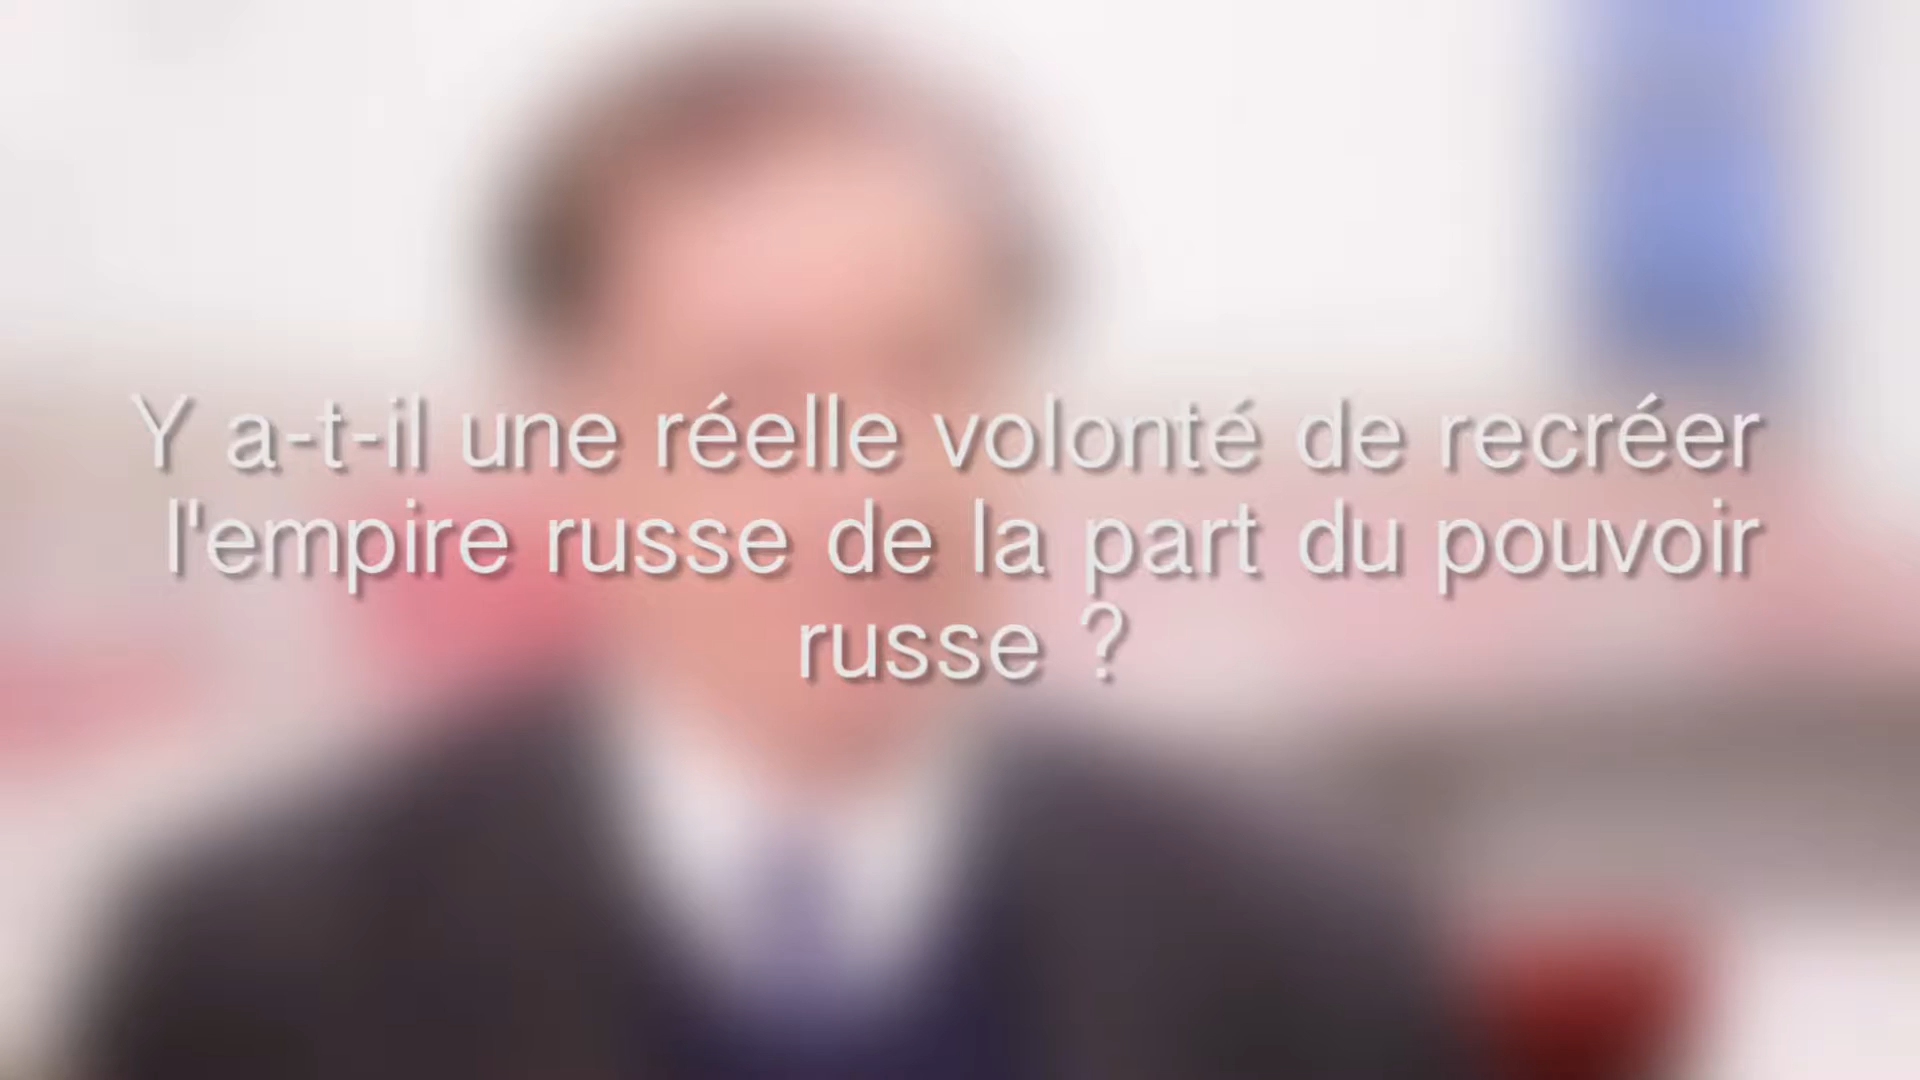 Y a-t-il une réelle volonté de recréer
l'empire russe de la part du pouvoir
russe ?